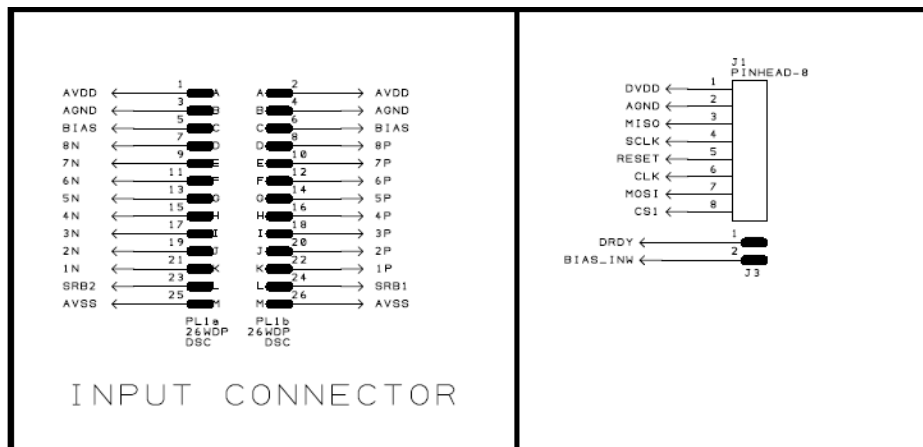 1 2
AVDD A A AVDD
3 4
AGND B B AGND
5 6
BIAS C C BIAS
7 8
8N D D 8P
9 10
7N E E 7P
11 12
6N F F 6P
13 14
5N G G 5P
15 16
4N H H 4P
17 18
3N I I 3P
19 20
2N J J 2P
21 22
1N K K 1P
23 24
SRB2 L L SRB1
25 26
AVSS M M AVSS
PL1a PL1b
26WDP 26WDP
DSC DSC
INPUT CONNECTOR
J1
PINHEAD-8
DVDD 1
AGND 2
MISO 3
SCLK 4
RESET 5
CLK 6
MOSI 7
CS1 8
DRDY 1
BIAS_INV 2
J3